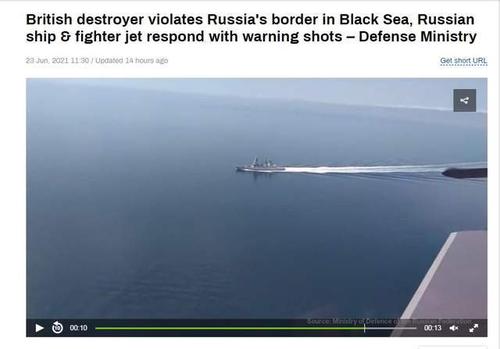 British destroyer violates Russia's border in Black Sea, Russian
ship & fighter jet respond with warning shots – Defense Ministry
23 Jun, 2021 11:30 / Updated 14 hours ago
Get short URL
Source: Ministry of Defence of the Russian Federation
10
00:10
00:13